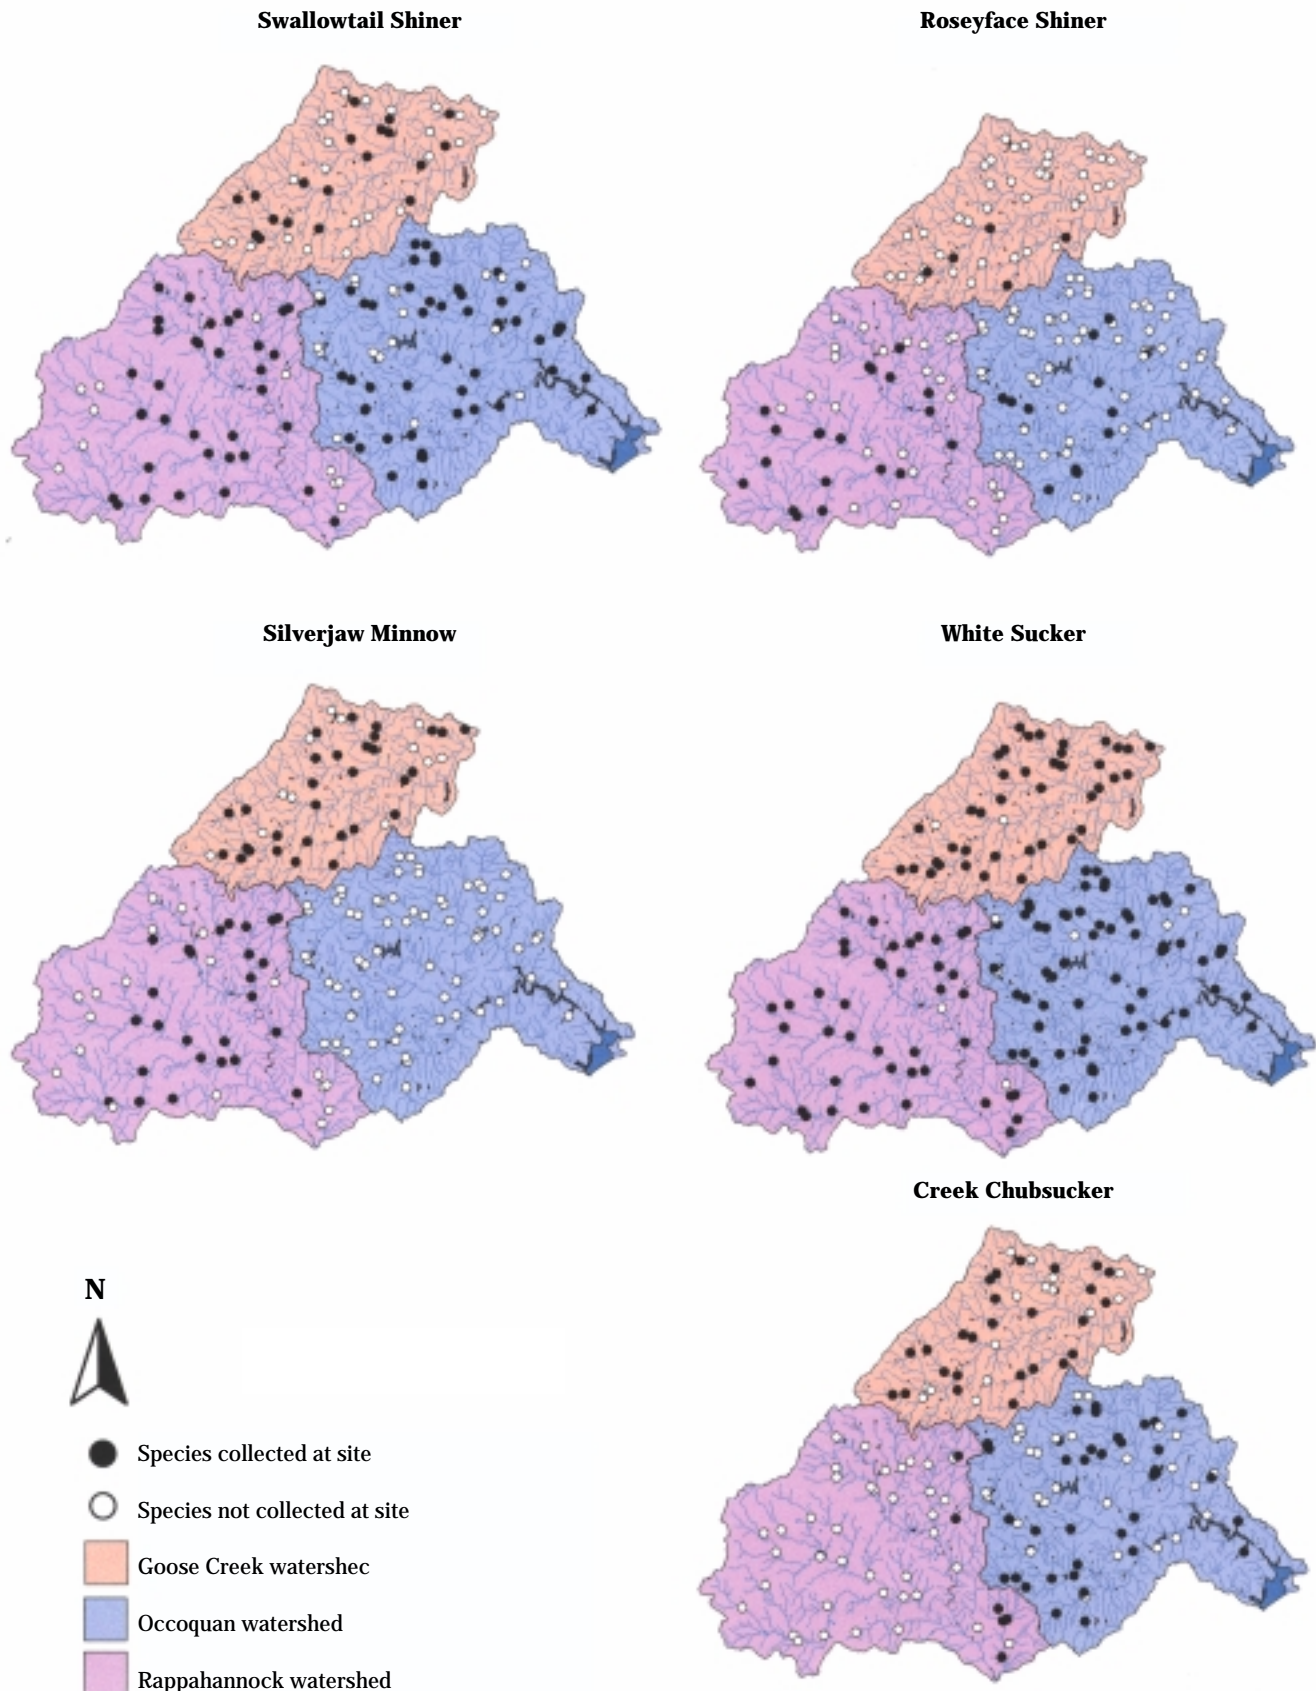 Swallowtail Shiner
Roseyface Shiner
Silverjaw Minnow
White Sucker
Creek Chubsucker
N
Species collected at site
Species not collected at site
Goose Creek watershec
Occoquan watershed
Rappahannock watershed